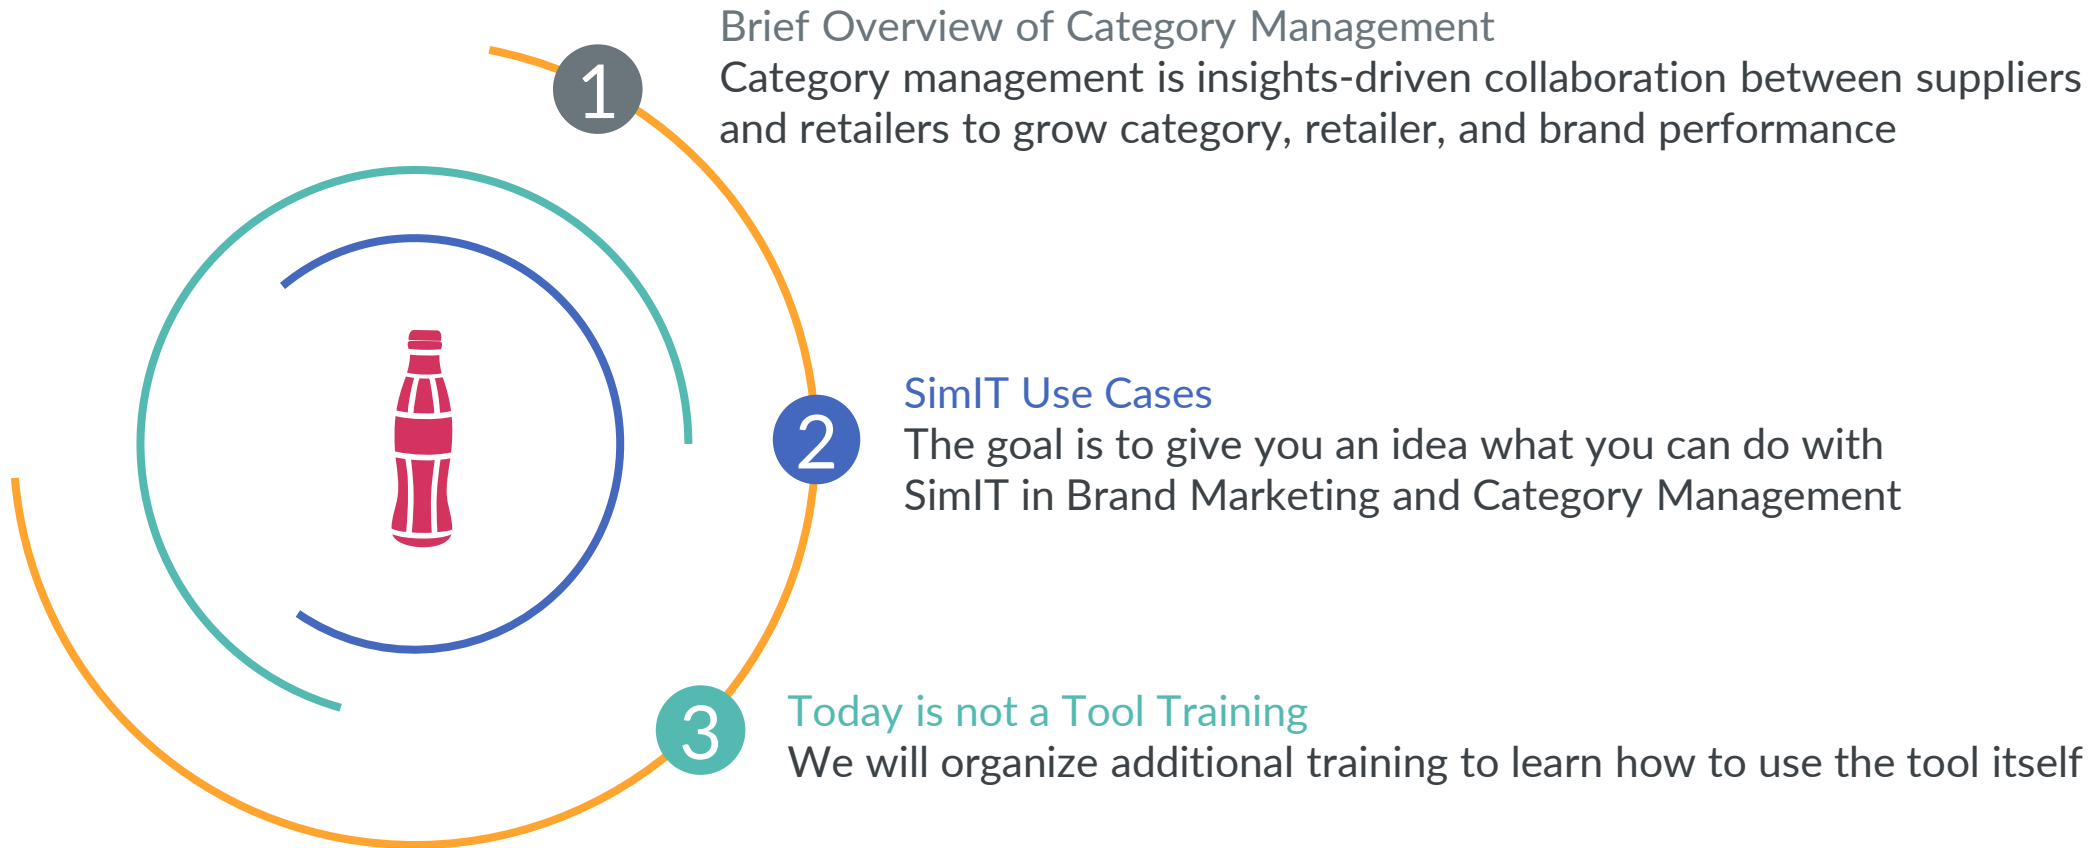 1
Brief Overview of Category Management
Category management is insights-driven collaboration between suppliers
and retailers to grow category, retailer, and brand performance
2
SimIT Use Cases
The goal is to give you an idea what you can do with
SimIT in Brand Marketing and Category Management
3
Today is not a Tool Training
We will organize additional training to learn how to use the tool itself